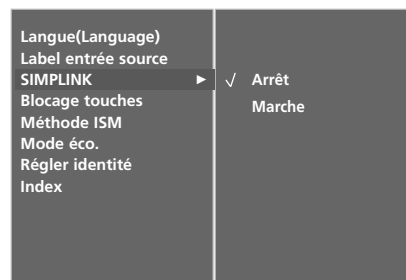 Langue(Language)
Label entrée source
SIMPLINK ► √ Arrêt
Blocage touches
Marche
Méthode ISM
Mode éco.
Régler identité
Index